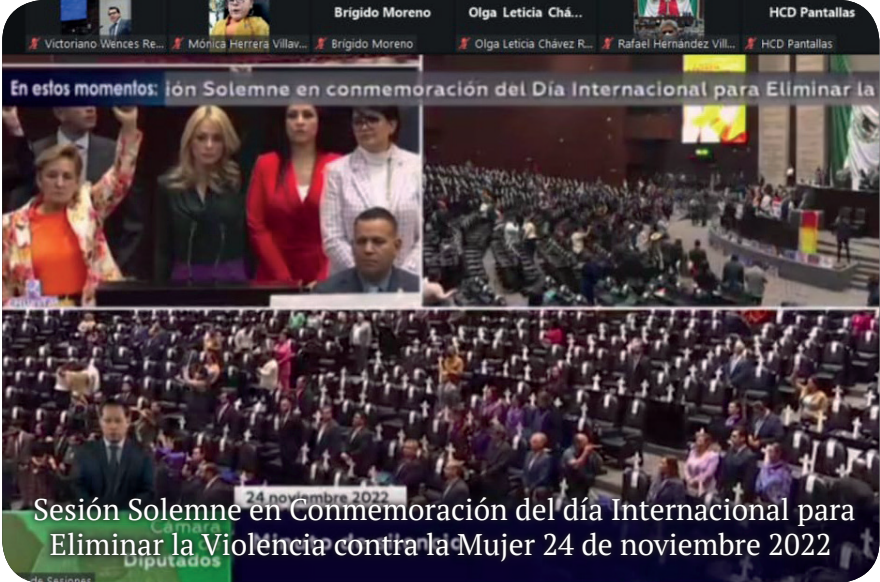 Brígido Moreno
Olga Leticia Chá...
HCD Pantallas
Victoriano Wences Re...
Mónica Herrera Villav...
Brígido Moreno
Olga Leticia Chávez R...
Rafael Hernández Vill...
HCD Pantallas
En estos momentos: ión Solemne en conmemoración del Día Internacional para Eliminar la
24 noviembre 2022
Sesión Solemne en Conmemoración del día Internacional para
Eliminar la Violencia contra la Mujer 24 de noviembre 2022
Cámara
Diputados
Minuto de silencio
de Sesiones